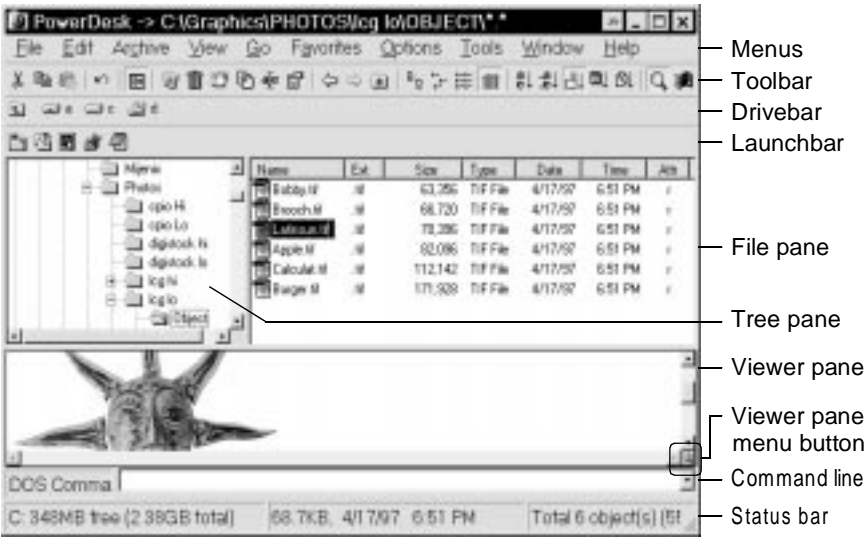 PowerDesk -> C:\Graphics\PHOTOS\lcg lo\OBJECT\*.*
File Edit Archive View Go Favorites Options Tools Window Help
Menus
Toolbar
Drivebar
Launchbar
Photos
cpio Hi
cpio Lo
digistock hi
digistock lo
lcg hi
lcg lo
Object
Name Ext Size Type Date Time Attr
Bobby.tif .tif 63,356 TIF File 4/17/97 6:51 PM r
Brooch.tif .tif 68,720 TIF File 4/17/97 6:51 PM r
.tif TIF File 4/17/97 6:51 PM r
Apple.tif .tif 82,096 TIF File 4/17/97 6:51 PM r
Calculat.tif .tif 112,142 TIF File 4/17/97 6:51 PM r
Burger.tif .tif 171,928 TIF File 4/17/97 6:51 PM r
File pane
Tree pane
Viewer pane
Viewer pane
menu button
DOS Comma
Command line
C: 348MB free (2.38GB total) 68.7KB, 4/17/97 6:51 PM Total 6 object(s) (5
Status bar